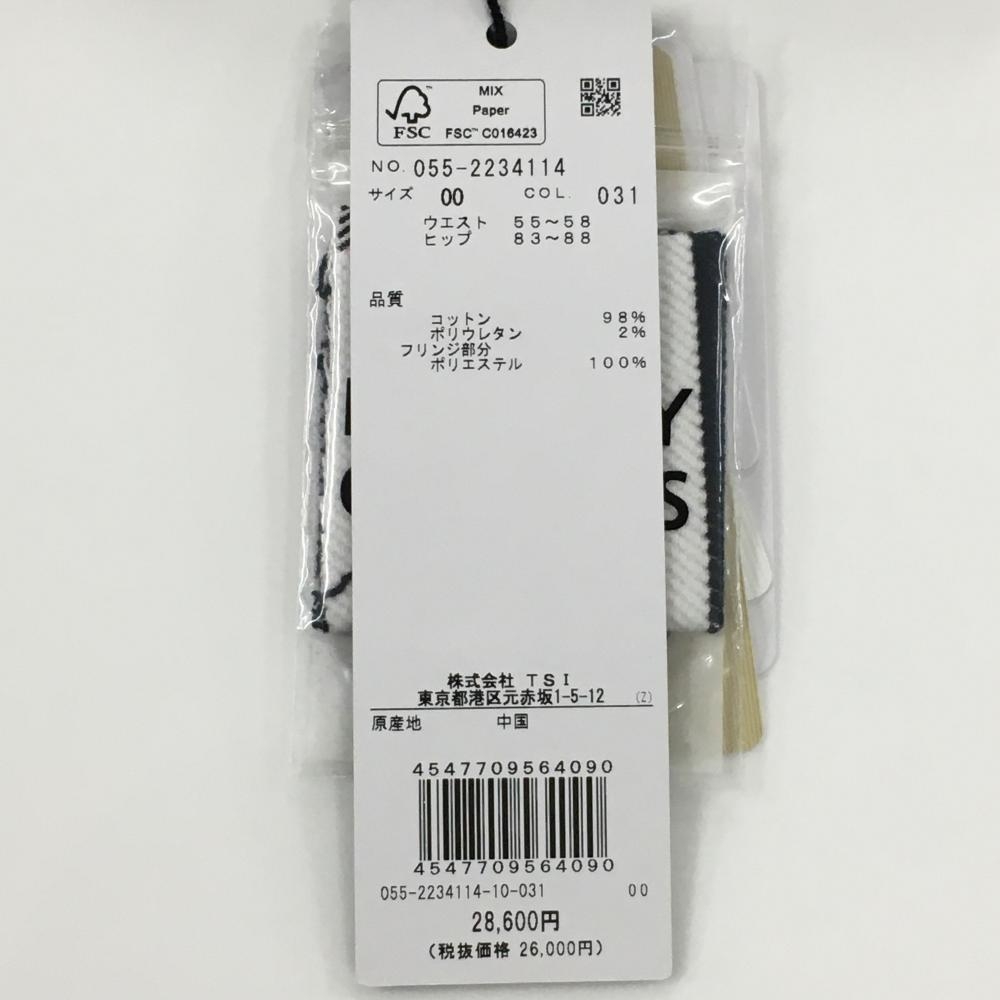 MIX
Paper
FSC™ C016423
FSC
NO. 055-2234114
サイズ 00 COL. 031
ウエスト 55～58
ヒップ 83～88
品質
コットン 98%
ポリウレタン 2%
フリンジ部分
ポリエステル 100%
Y
S
株式会社 TSI
東京都港区元赤坂1-5-12 (Z)
原産地 中国
4547709564090
4547709564090
055-2234114-10-031 00
28,600円
(税抜価格 26,000円)